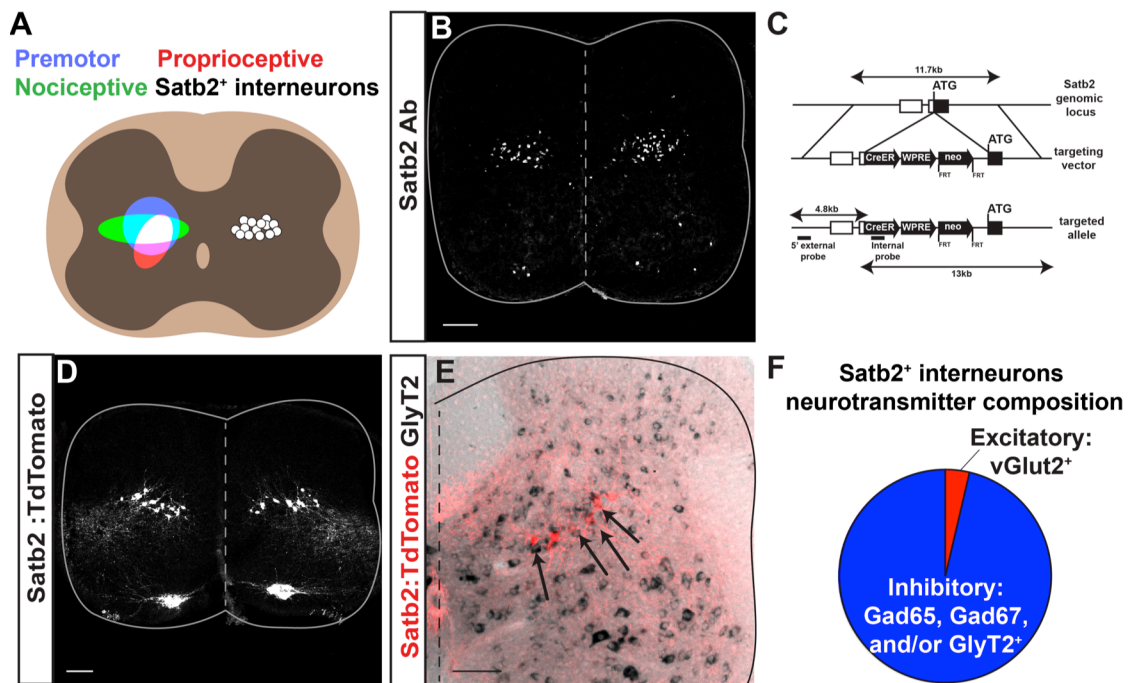 A
Premotor Proprioceptive
Nociceptive Satb2⁺ interneurons
B
Satb2 Ab
C
11.7kb
ATG
Satb2
genomic
locus
ATG
CreER WPRE neo
FRT FRT
targeting
vector
4.8kb
ATG
CreER WPRE neo
FRT FRT
targeted
allele
5' external
probe
Internal
probe
13kb
D
Satb2 :TdTomato
E
Satb2:TdTomato GlyT2
F
Satb2⁺ interneurons
neurotransmitter composition
Excitatory:
vGlut2⁺
Inhibitory:
Gad65, Gad67,
and/or GlyT2⁺